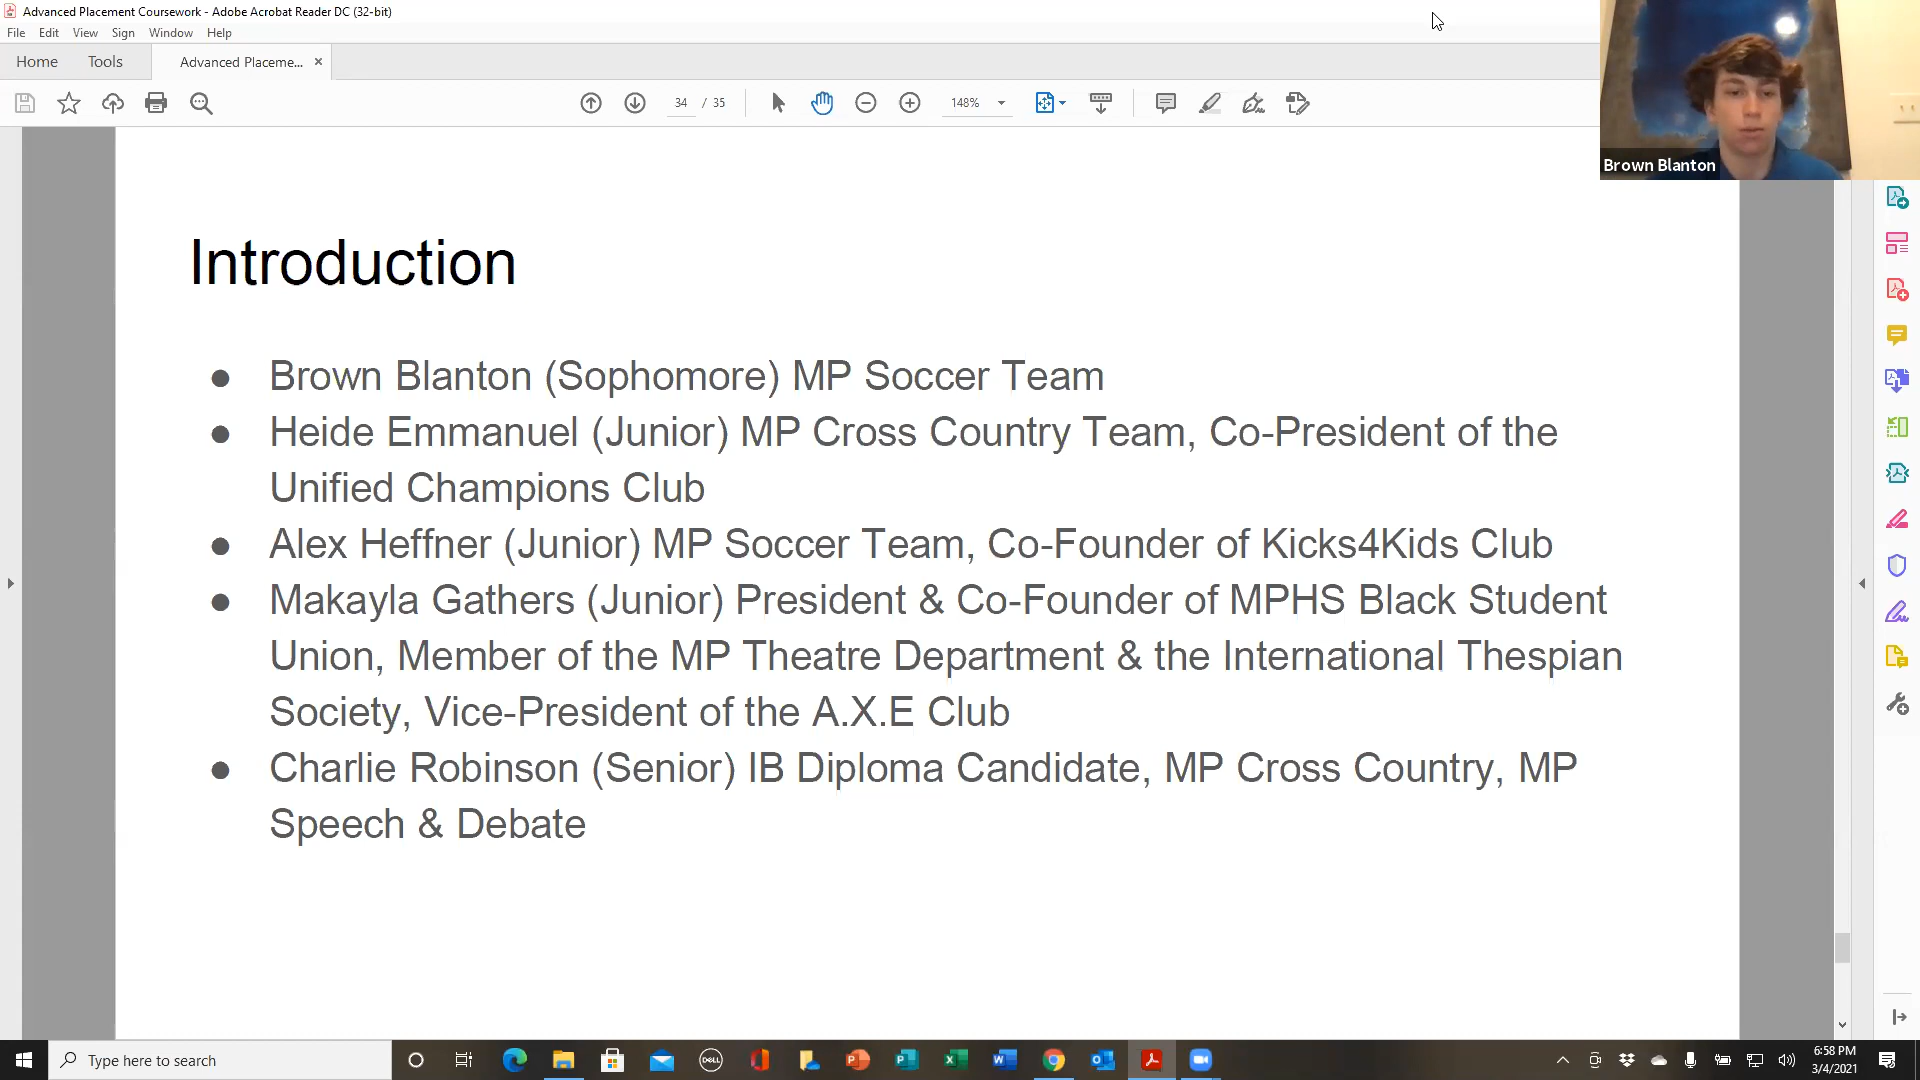 Advanced Placement Coursework - Adobe Acrobat Reader DC (32-bit)
File Edit View Sign Window Help
Home Tools Advanced Placeme... ×
34 / 35 148%
Brown Blanton
Introduction
● Brown Blanton (Sophomore) MP Soccer Team
● Heide Emmanuel (Junior) MP Cross Country Team, Co-President of the
Unified Champions Club
● Alex Heffner (Junior) MP Soccer Team, Co-Founder of Kicks4Kids Club
● Makayla Gathers (Junior) President & Co-Founder of MPHS Black Student
Union, Member of the MP Theatre Department & the International Thespian
Society, Vice-President of the A.X.E Club
● Charlie Robinson (Senior) IB Diploma Candidate, MP Cross Country, MP
Speech & Debate
Type here to search
DELL
6:58 PM
3/4/2021